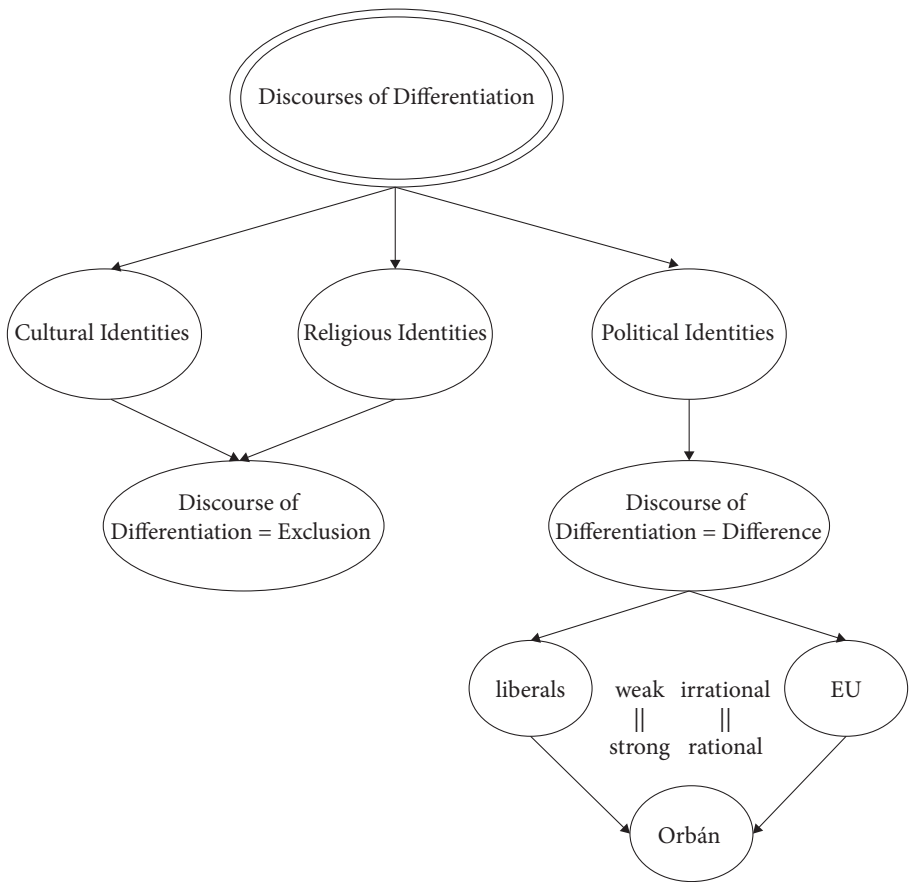 Discourses of Differentiation
Cultural Identities
Religious Identities
Political Identities
Discourse of
Differentiation = Exclusion
Discourse of
Differentiation = Difference
liberals
weak irrational
|| ||
strong rational
EU
Orbán